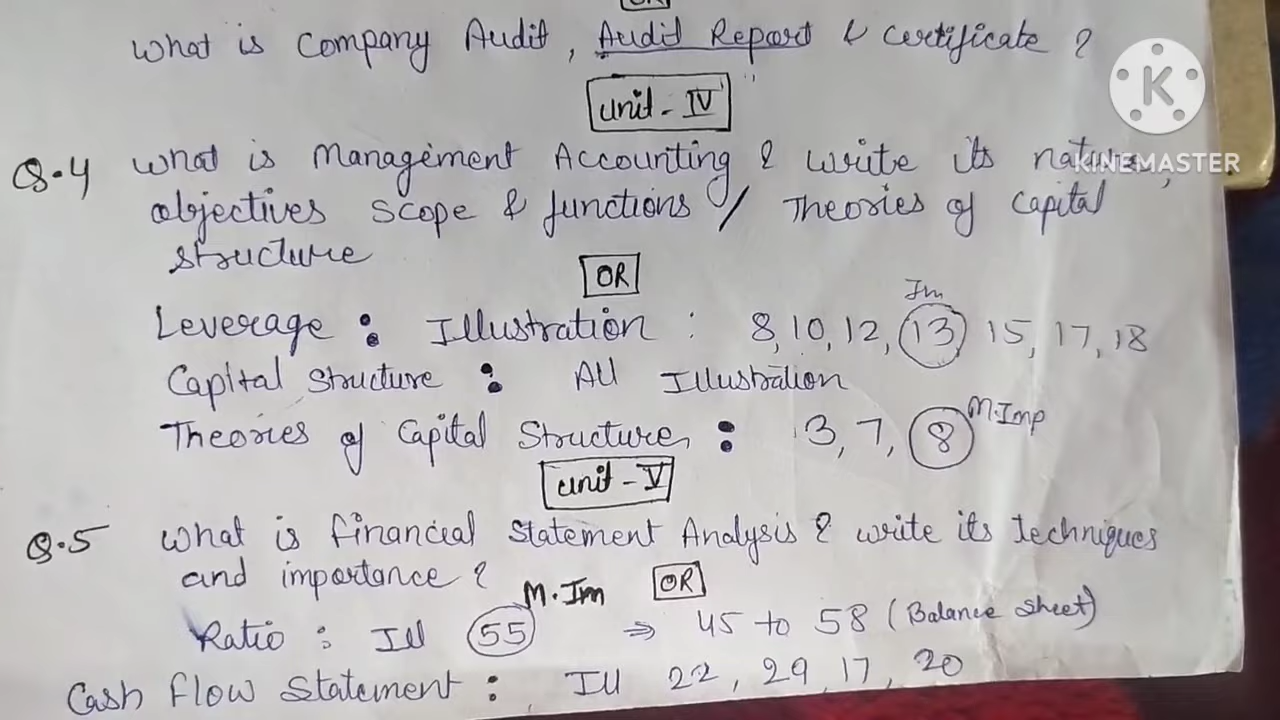 OR
What is Company Audit, Audit Report & Certificate ?
Unit - IV
Q.4 What is Management Accounting ? write its nature,
objectives scope & functions / Theories of Capital
structure
OR
Im
Leverage : Illustration : 8, 10, 12, 13 15, 17, 18
Capital Structure : All Illustration
Theories of Capital Structure : 3, 7, 8 M.Imp
Unit - V
Q.5 What is financial Statement Analysis ? write its techniques
and importance ?
M.Im OR
Ratio : Ill 55 ⇒ 45 to 58 (Balance Sheet)
Cash flow Statement : Ill 22, 29, 17, 20
K
KINEMASTER